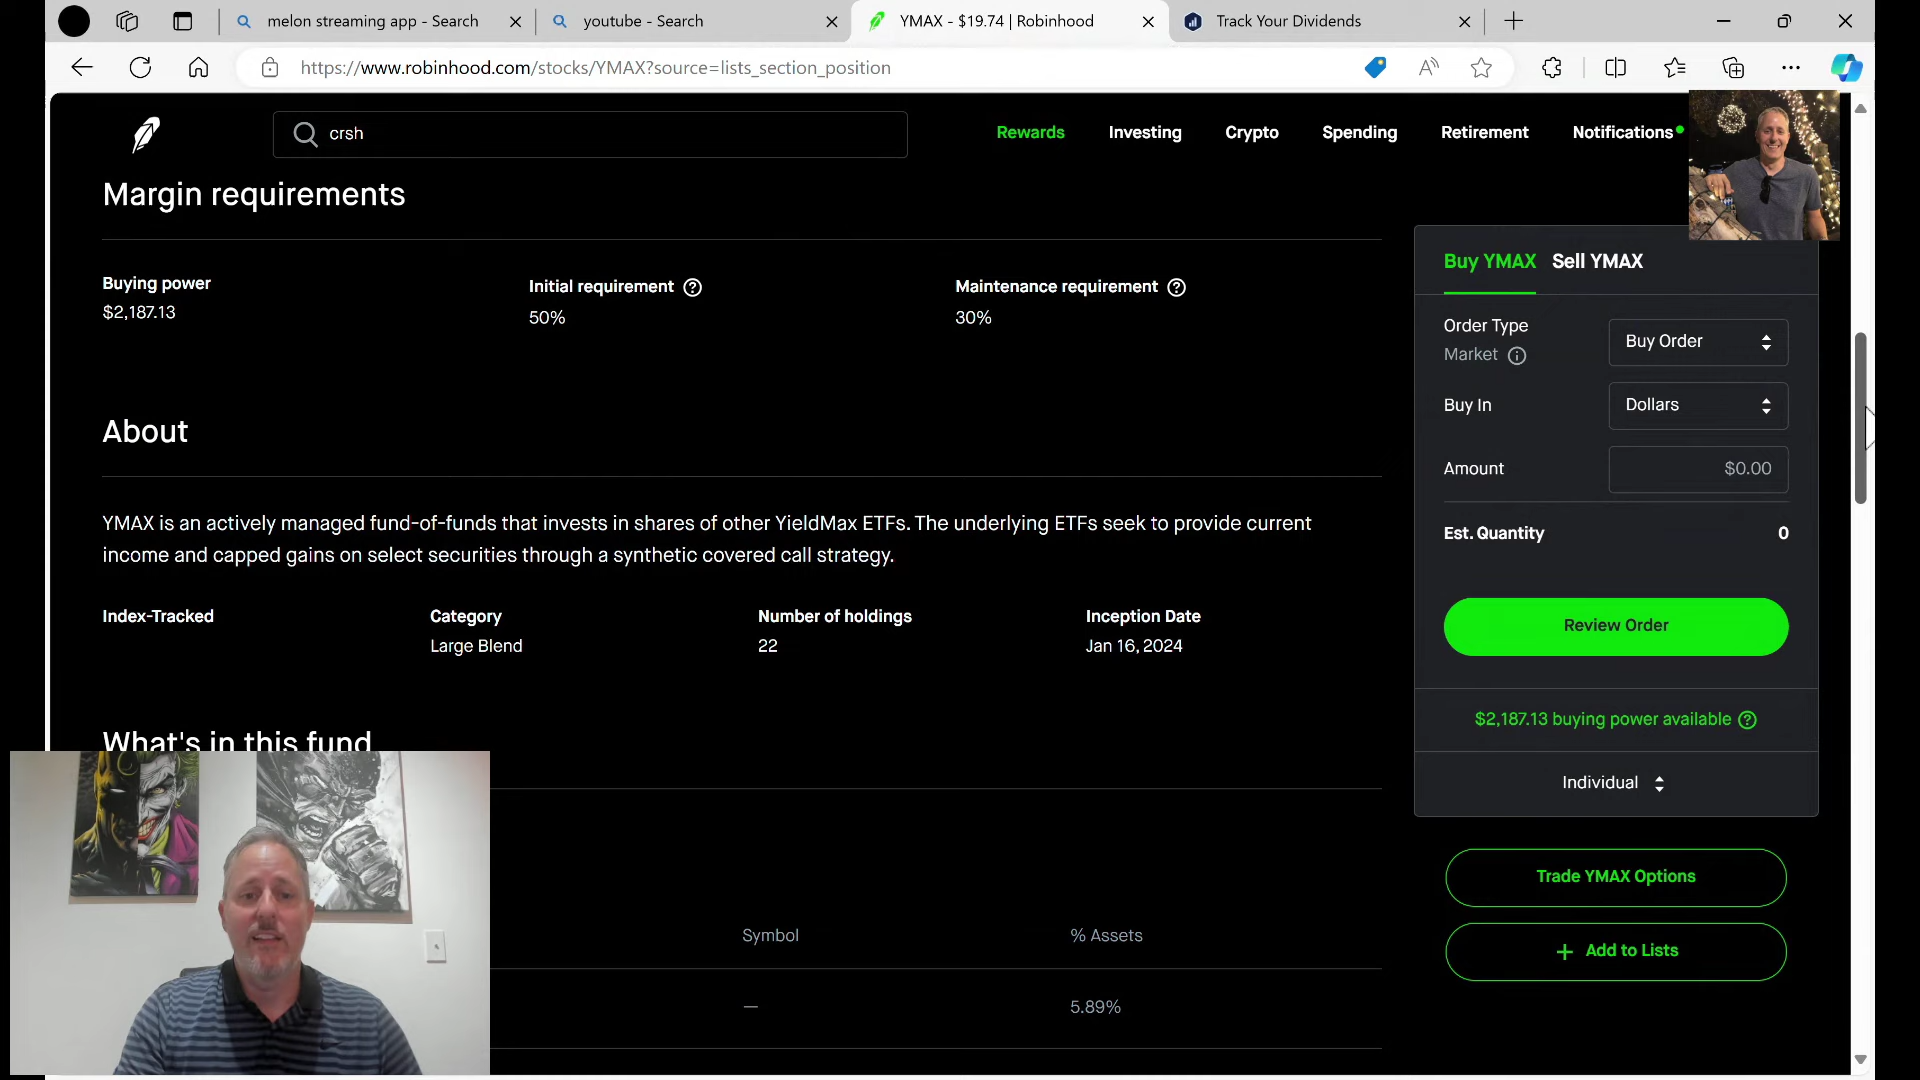 melon streaming app - Search
youtube - Search
YMAX - $19.74 | Robinhood
Track Your Dividends
https://www.robinhood.com/stocks/YMAX?source=lists_section_position
crsh
Rewards
Investing
Crypto
Spending
Retirement
Notifications
Margin requirements
Buying power
$2,187.13
Initial requirement
50%
Maintenance requirement
30%
About
YMAX is an actively managed fund-of-funds that invests in shares of other YieldMax ETFs. The underlying ETFs seek to provide current
income and capped gains on select securities through a synthetic covered call strategy.
Index-Tracked
Category
Large Blend
Number of holdings
22
Inception Date
Jan 16, 2024
What's in this fund
Symbol
% Assets
—
5.89%
Buy YMAX
Sell YMAX
Order Type
Market
Buy Order
Buy In
Dollars
Amount
$0.00
Est. Quantity
0
Review Order
$2,187.13 buying power available
Individual
Trade YMAX Options
+ Add to Lists